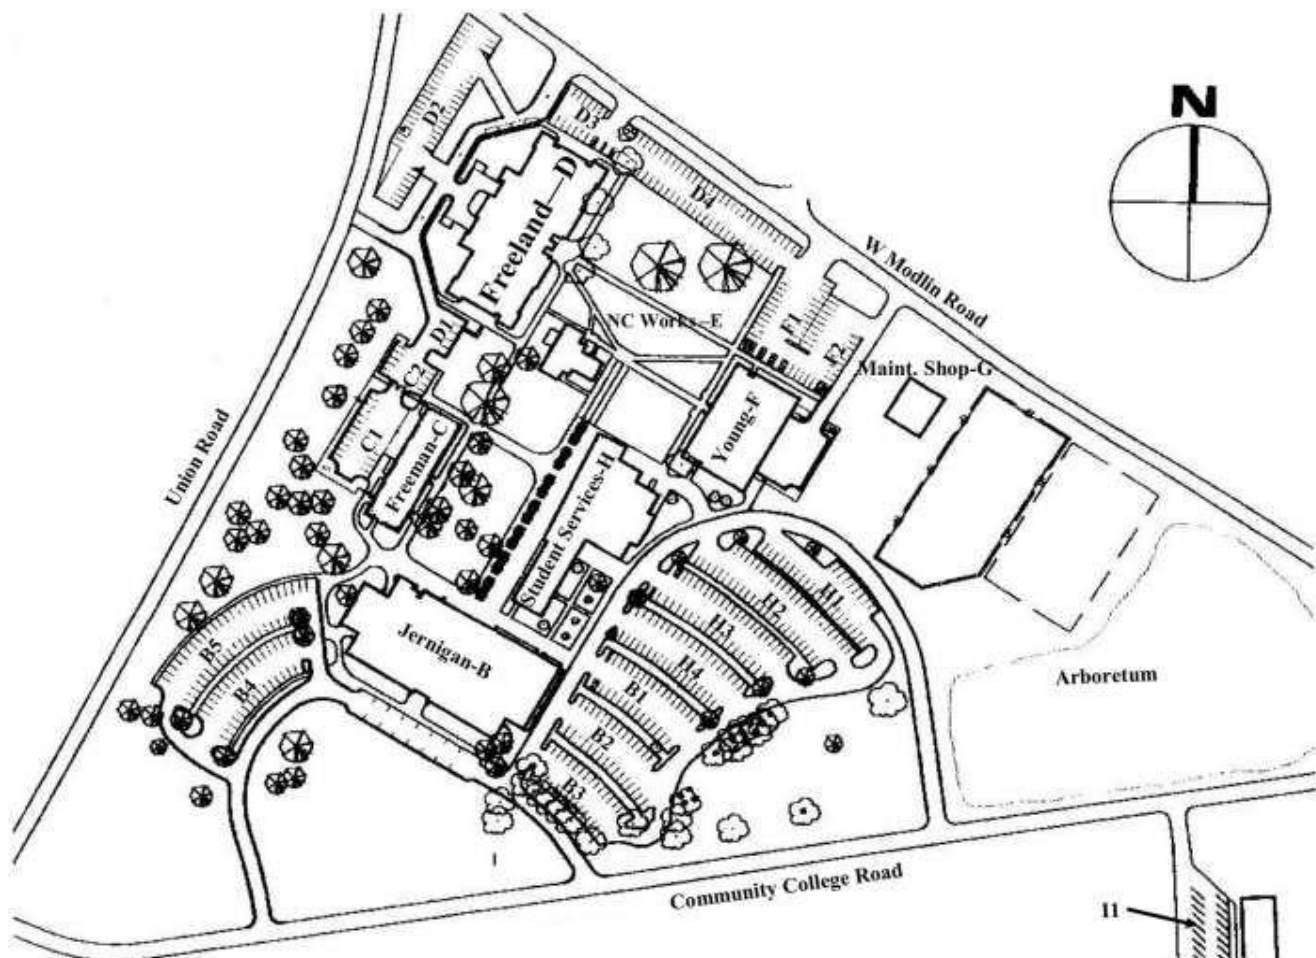 N
D2
D3
D4
Freeland—D
W Modlin Road
NC Works–E
D1
F1
F2
Maint. Shop-G
C2
C1
Freeman-C
Young-F
Union Road
Student Services-H
H1
H2
H3
H4
Jernigan-B
B5
B4
B1
B2
B3
Arboretum
Community College Road
I1